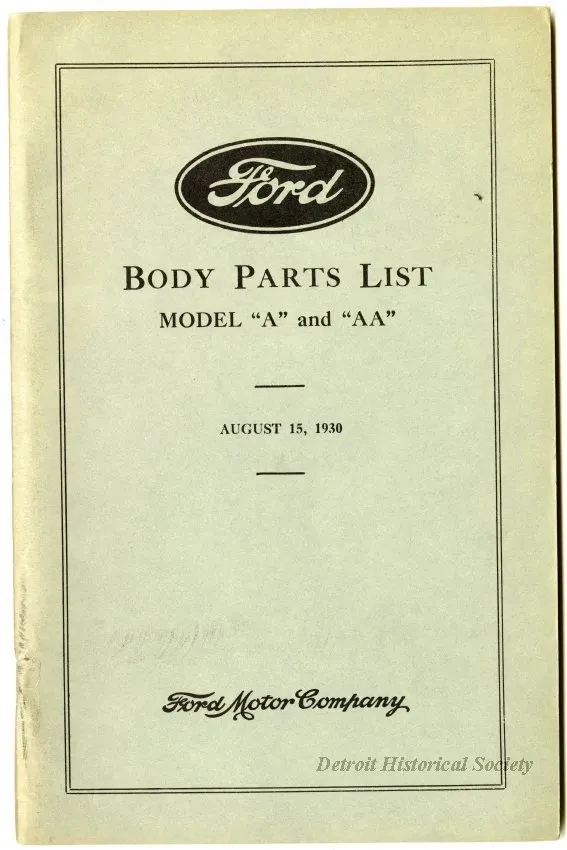 Ford
BODY PARTS LIST
MODEL “A” and “AA”
AUGUST 15, 1930
Ford Motor Company
Detroit Historical Society